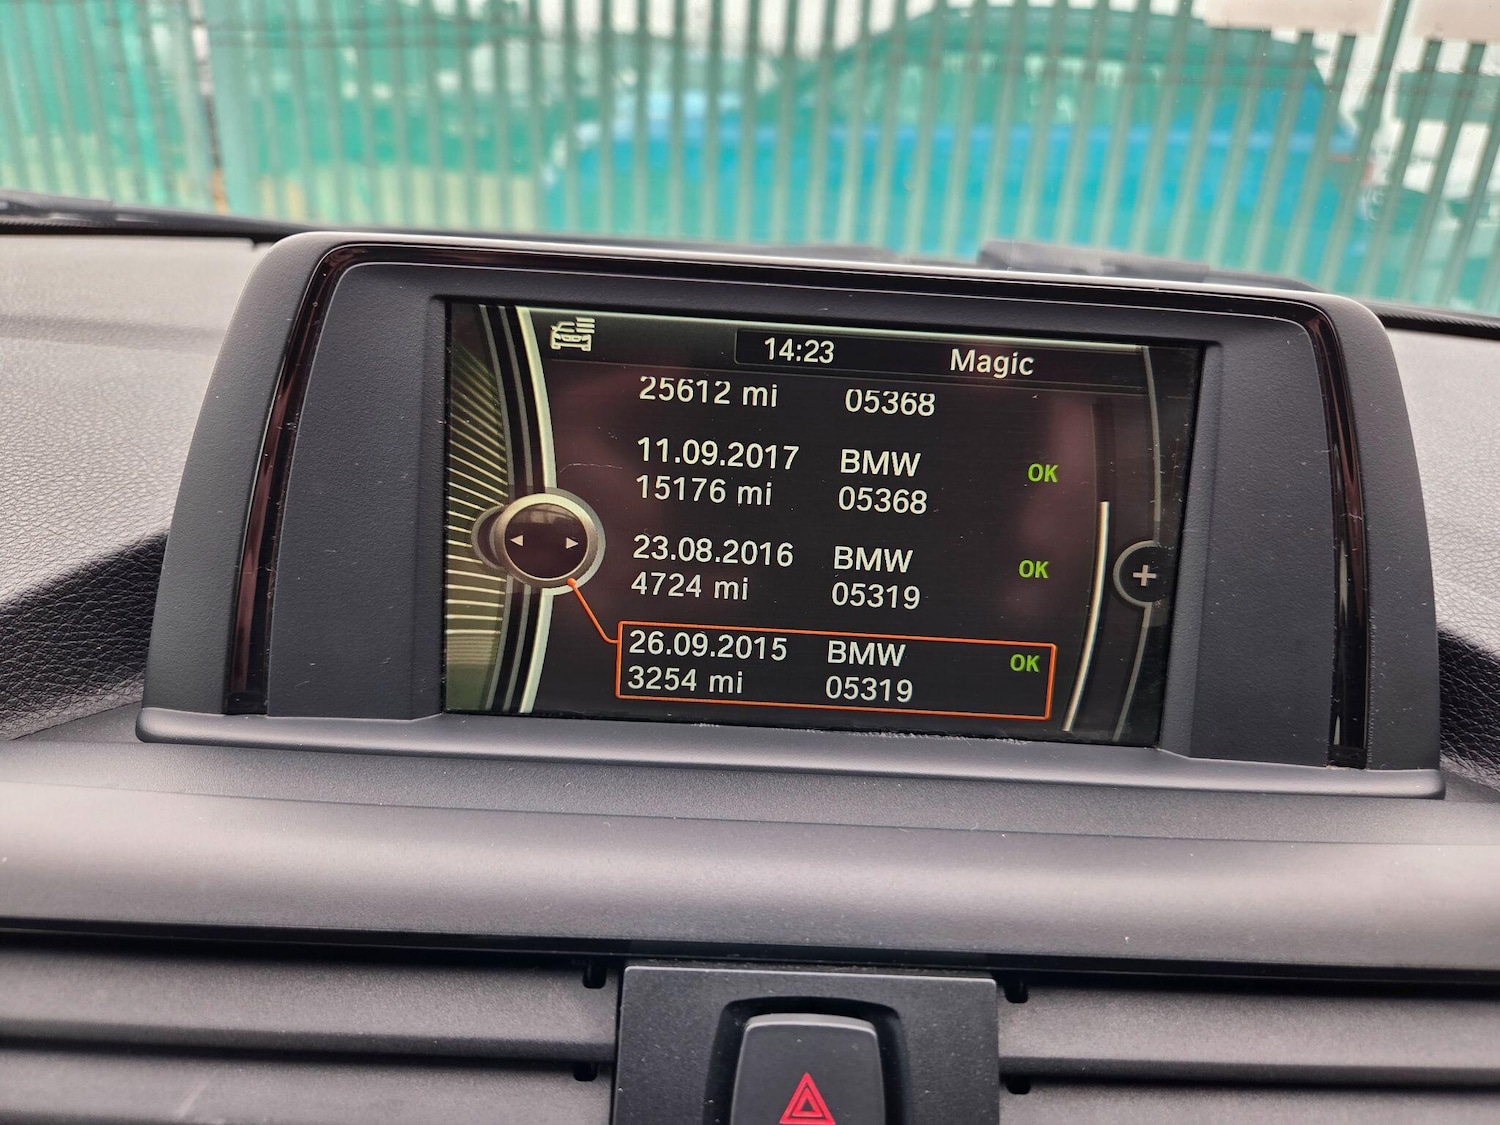 14:23 Magic
25612 mi 05368
11.09.2017 BMW OK
15176 mi 05368
23.08.2016 BMW OK
4724 mi 05319
26.09.2015 BMW OK
3254 mi 05319